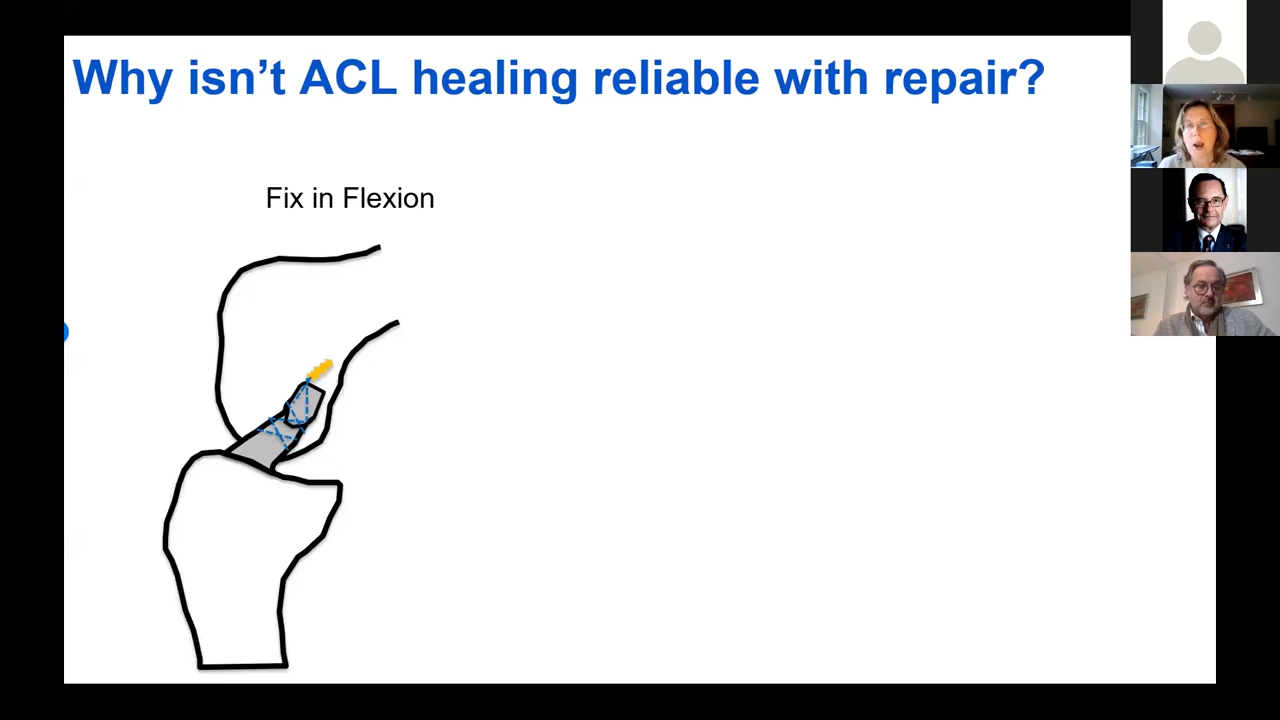 Why isn’t ACL healing reliable with repair?
Fix in Flexion